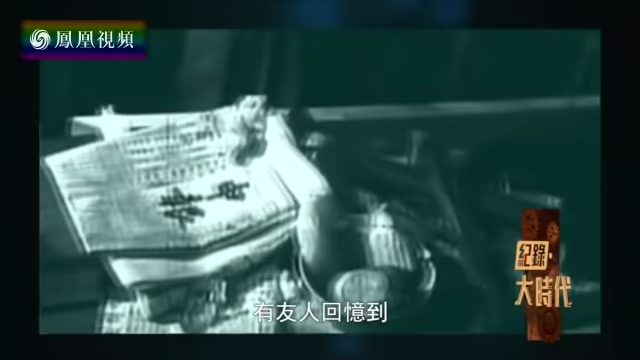 鳳凰視頻
紀錄·
大時代
有友人回憶到